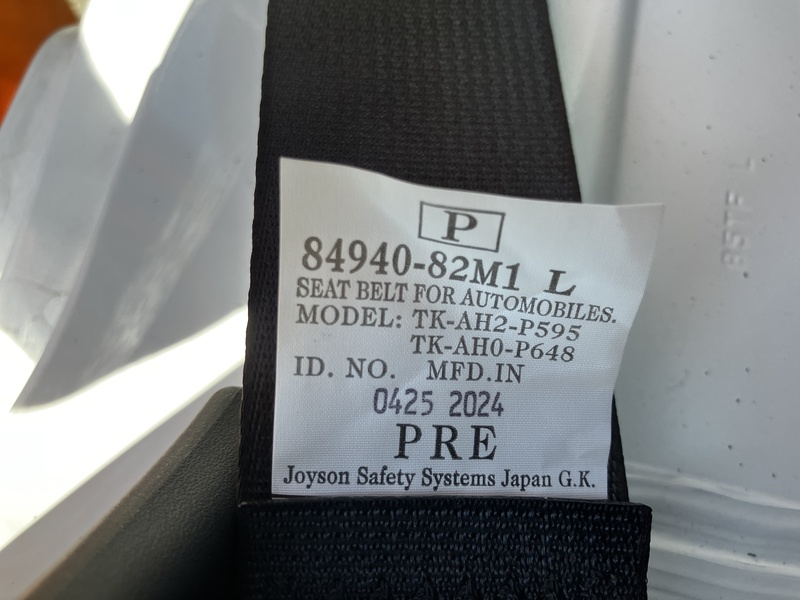 P
84940-82M1 L
SEAT BELT FOR AUTOMOBILES.
MODEL: TK-AH2-P595
TK-AH0-P648
ID. NO. MFD.IN
0425 2024
PRE
Joyson Safety Systems Japan G.K.